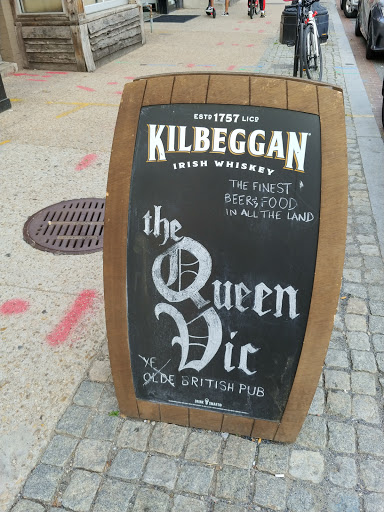 ESTD 1757 LICD
KILBEGGAN
IRISH WHISKEY
THE FINEST
BEER & FOOD
IN ALL THE LAND
the
Queen
Vic
YE
OLDE BRITISH PUB